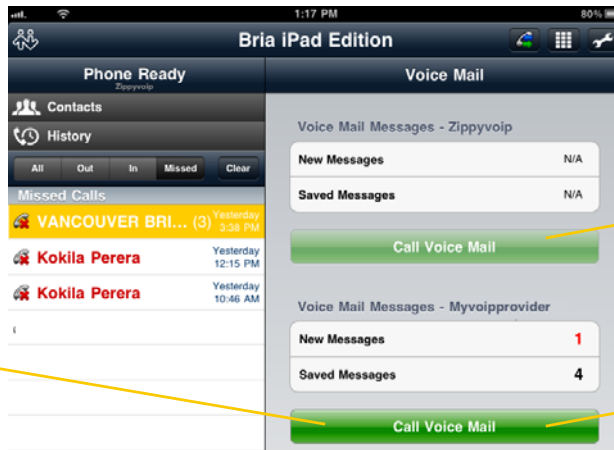 1:17 PM
80%
Bria iPad Edition
Phone Ready
Zippyvoip
Voice Mail
Contacts
History
All Out In Missed Clear
Missed Calls
VANCOUVER BRI... (3) Yesterday 3:38 PM
Kokila Perera Yesterday 12:15 PM
Kokila Perera Yesterday 10:46 AM
Voice Mail Messages - Zippyvoip
New Messages N/A
Saved Messages N/A
Call Voice Mail
Voice Mail Messages - Myvoipprovider
New Messages 1
Saved Messages 4
Call Voice Mail